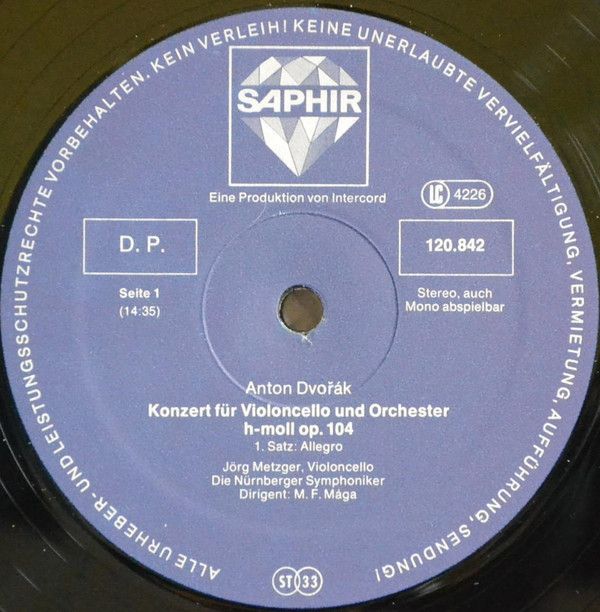 ALLE URHEBER- UND LEISTUNGSSCHUTZRECHTE VORBEHALTEN. KEIN VERLEIH! KEINE UNERLAUBTE VERVIELFÄLTIGUNG, VERMIETUNG, AUFFÜHRUNG, SENDUNG!
SAPHIR
Eine Produktion von Intercord
LC 4226
D. P.
120.842
Seite 1
(14:35)
Stereo, auch
Mono abspielbar
Anton Dvořák
Konzert für Violoncello und Orchester
h-moll op. 104
1. Satz: Allegro
Jörg Metzger, Violoncello
Die Nürnberger Symphoniker
Dirigent: M. F. Mága
ST 33